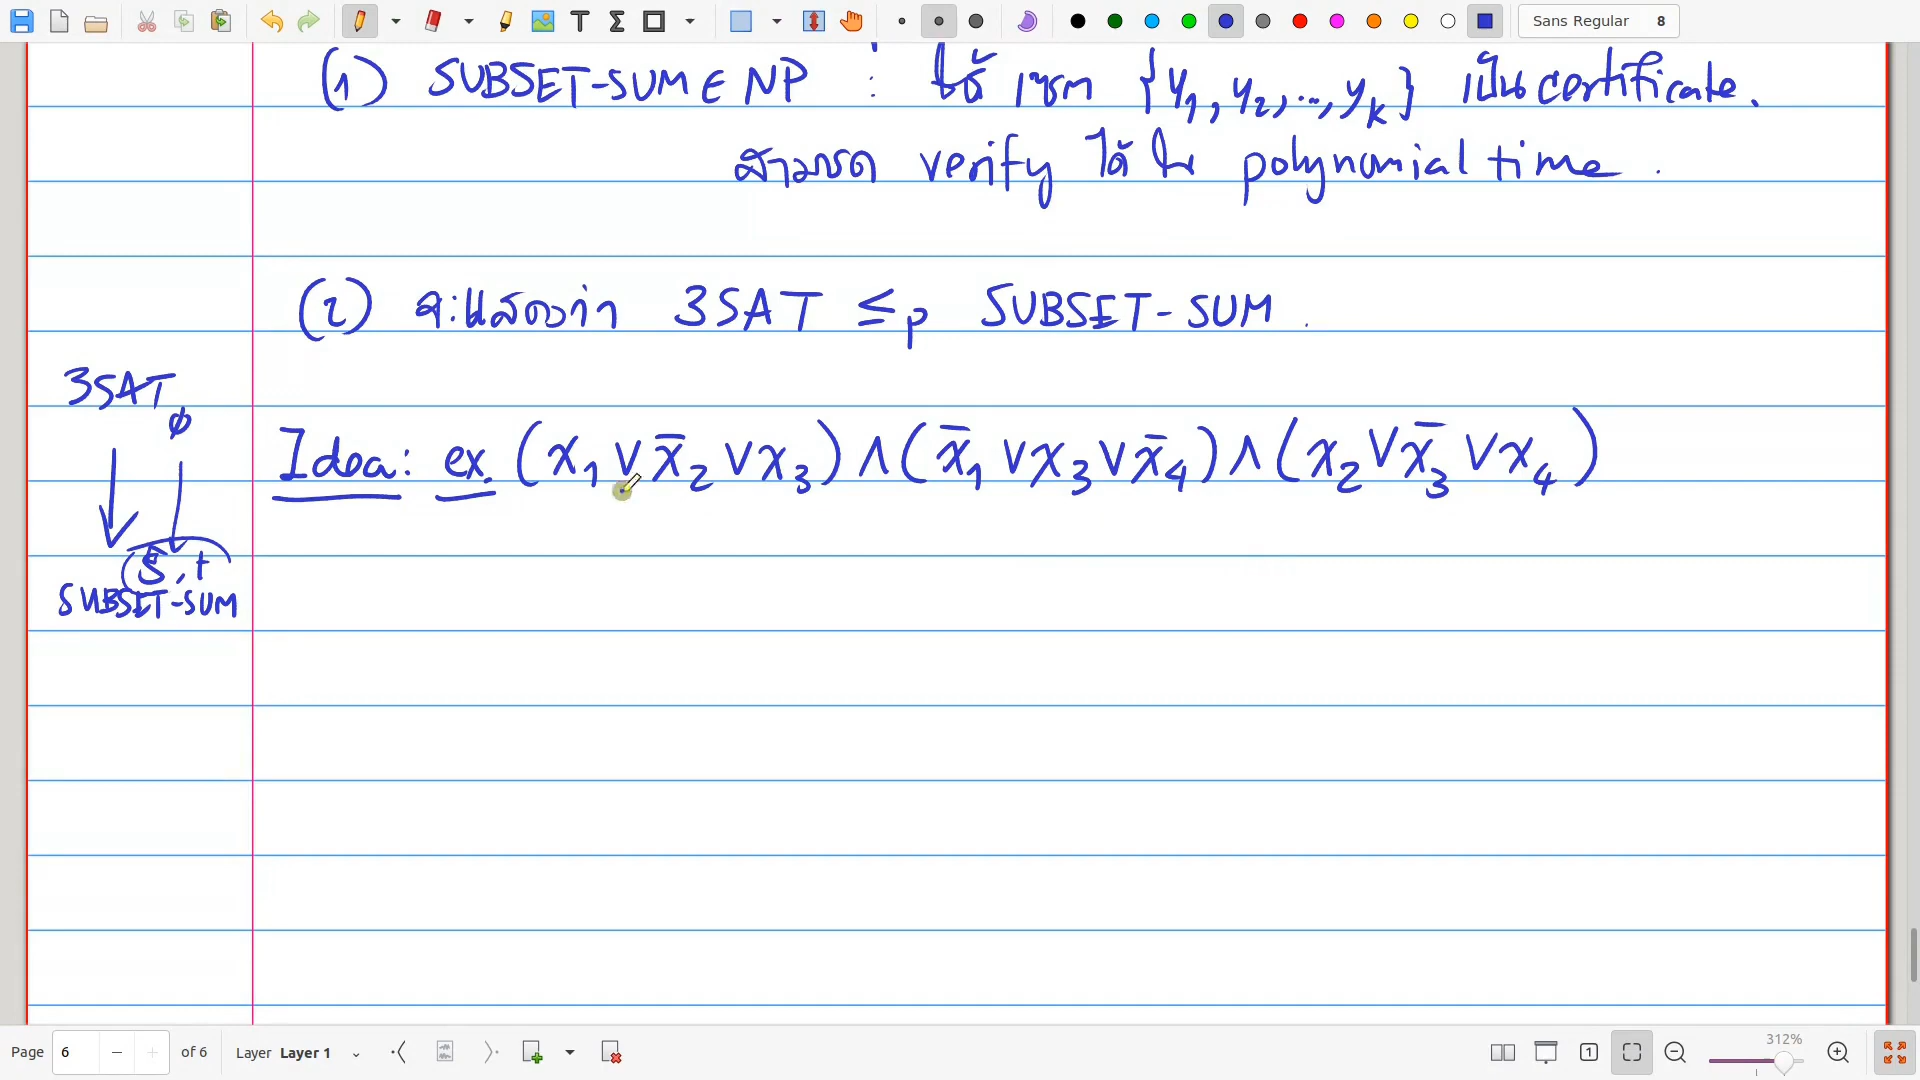 Sans Regular 8
(1) SUBSET-SUM ∈ NP : ใช้ เซต {y₁, y₂, ..., yₖ} เป็น certificate.
สามารถ verify ได้ใน polynomial time.
(2) จะแสดงว่า 3SAT ≤ₚ SUBSET-SUM.
3SAT
ϕ
Idea: ex. (x₁ ∨ x̄₂ ∨ x₃) ∧ (x̄₁ ∨ x₃ ∨ x̄₄) ∧ (x₂ ∨ x̄₃ ∨ x₄)
S, t
SUBSET-SUM
Page 6 of 6 Layer Layer 1 312%